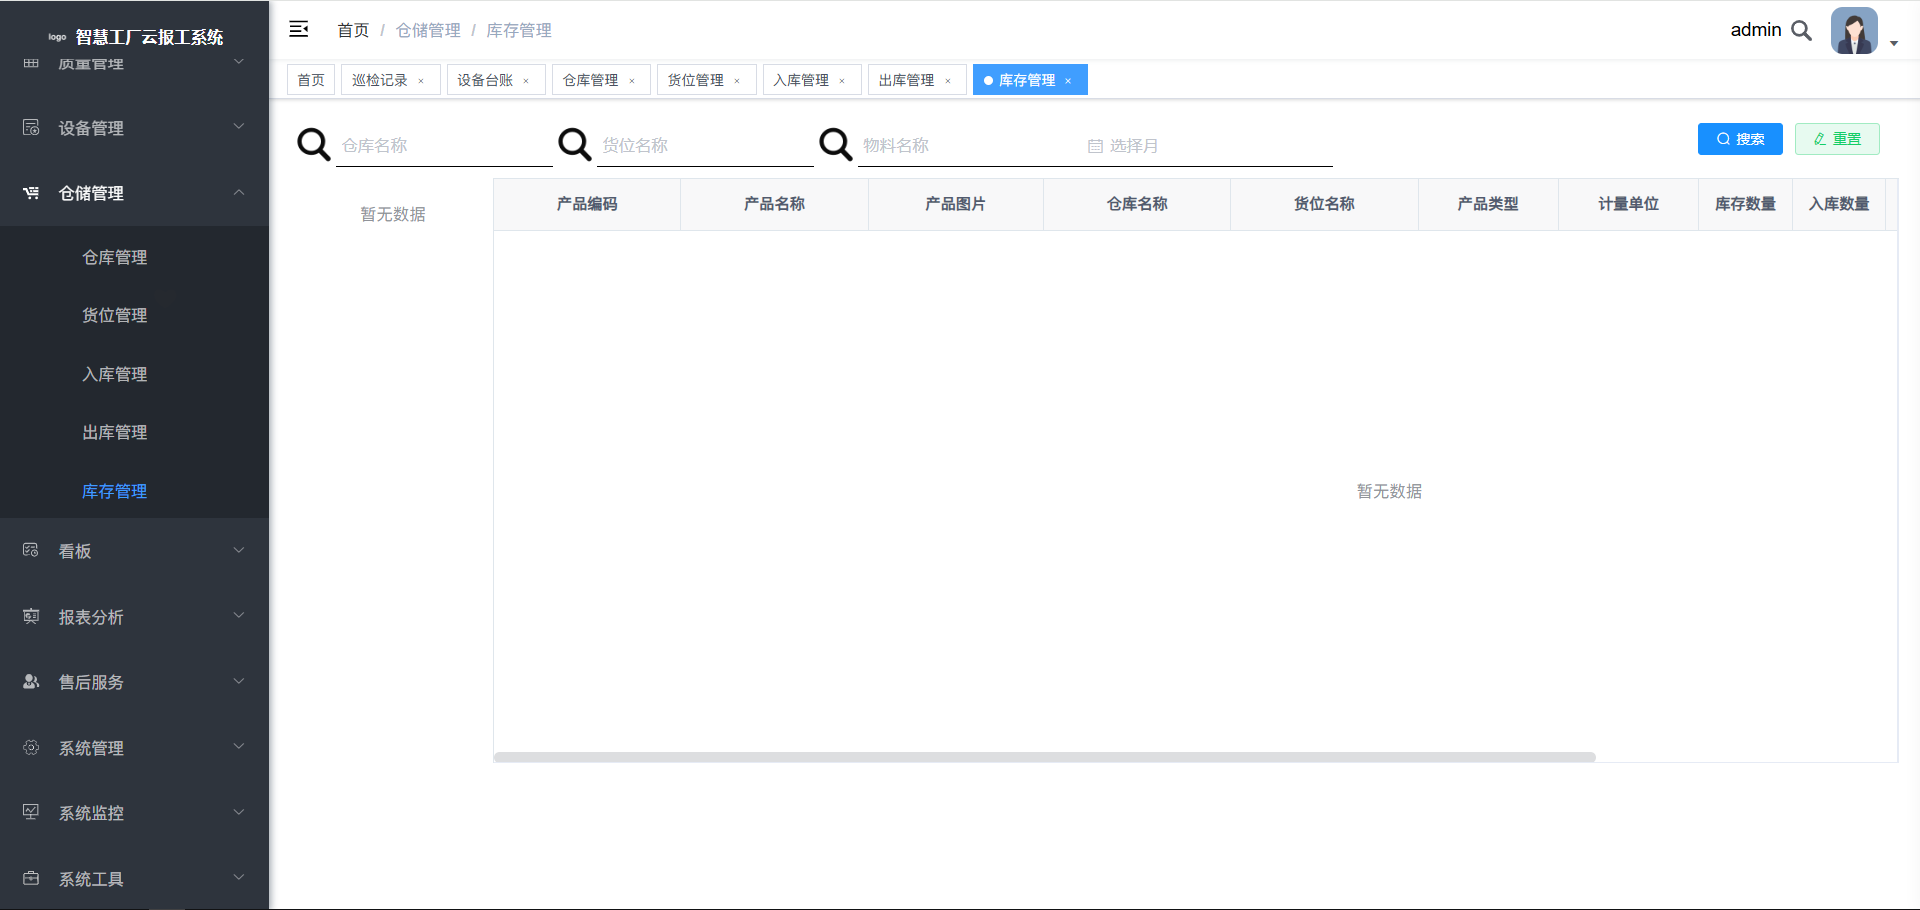 logo 智慧工厂云报工系统
质量管理
设备管理
仓储管理
仓库管理
货位管理
入库管理
出库管理
库存管理
看板
报表分析
售后服务
系统管理
系统监控
系统工具
首页 / 仓储管理 / 库存管理
admin
首页 巡检记录 × 设备台账 × 仓库管理 × 货位管理 × 入库管理 × 出库管理 × 库存管理 ×
仓库名称 货位名称 物料名称 选择月 搜索 重置
暂无数据
产品编码 产品名称 产品图片 仓库名称 货位名称 产品类型 计量单位 库存数量 入库数量
暂无数据